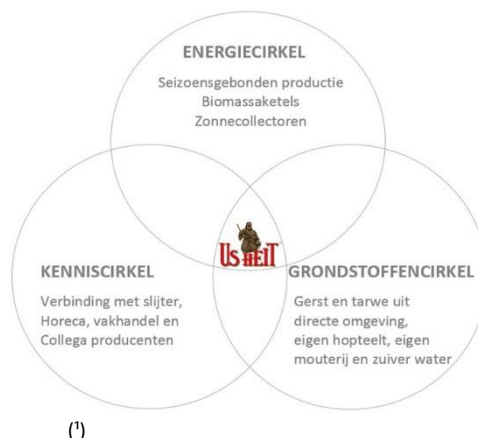 ENERGIECIRKEL
Seizoensgebonden productie
Biomassaketels
Zonnecollectoren
US HEIT
KENNISCIRKEL
Verbinding met slijter,
Horeca, vakhandel en
Collega producenten
GRONDSTOFFENCIRKEL
Gerst en tarwe uit
directe omgeving,
eigen hopteelt, eigen
mouterij en zuiver water
(¹)